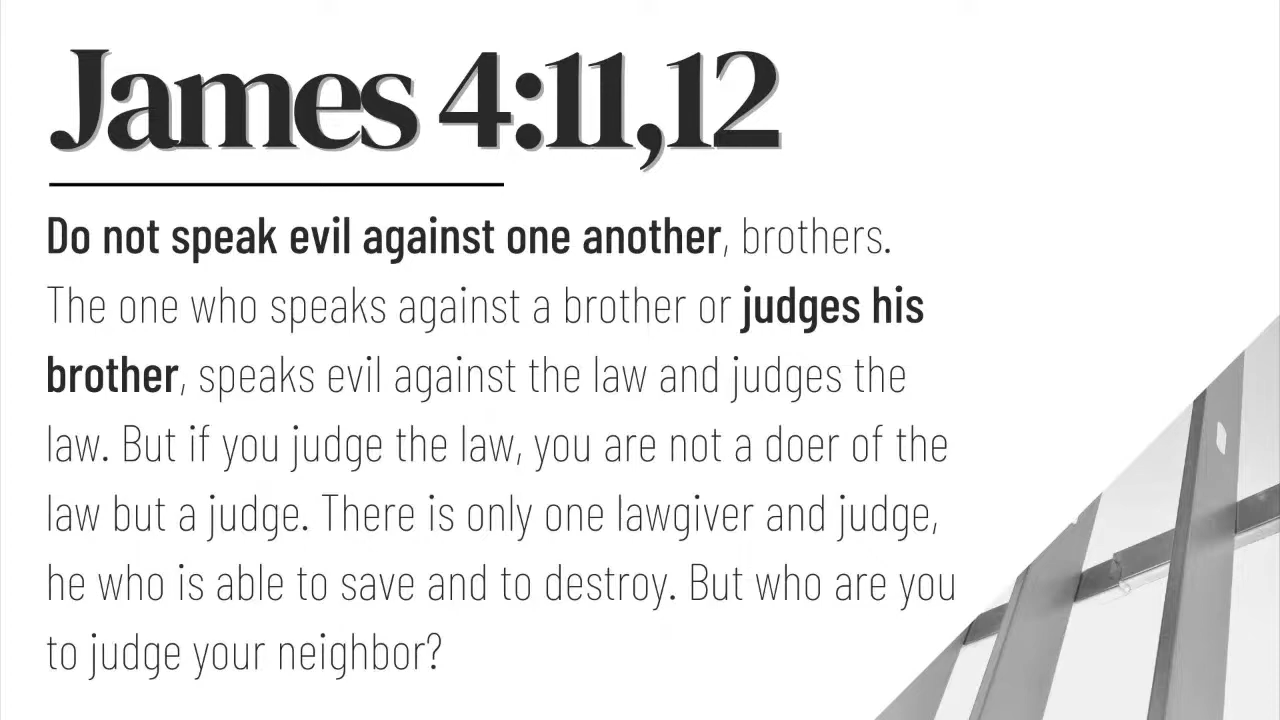 James 4:11,12
Do not speak evil against one another, brothers.
The one who speaks against a brother or judges his
brother, speaks evil against the law and judges the
law. But if you judge the law, you are not a doer of the
law but a judge. There is only one lawgiver and judge,
he who is able to save and to destroy. But who are you
to judge your neighbor?